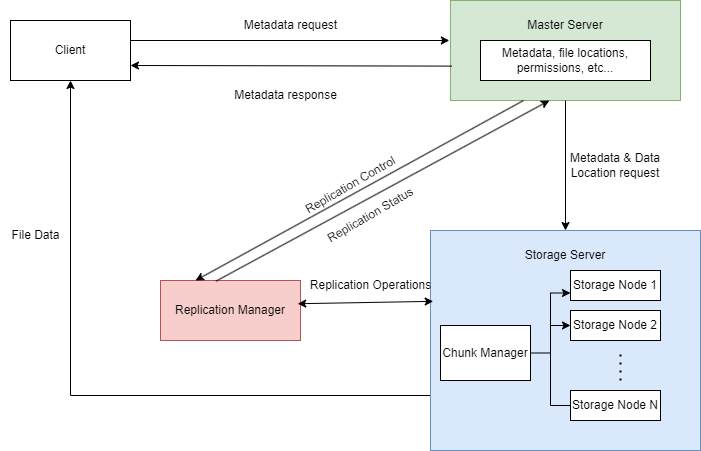 Metadata request
Master Server
Client
Metadata, file locations,
permissions, etc...
Metadata response
Metadata & Data
Location request
Replication Control
Replication Status
File Data
Storage Server
Replication Operations
Storage Node 1
Replication Manager
Storage Node 2
Chunk Manager
Storage Node N